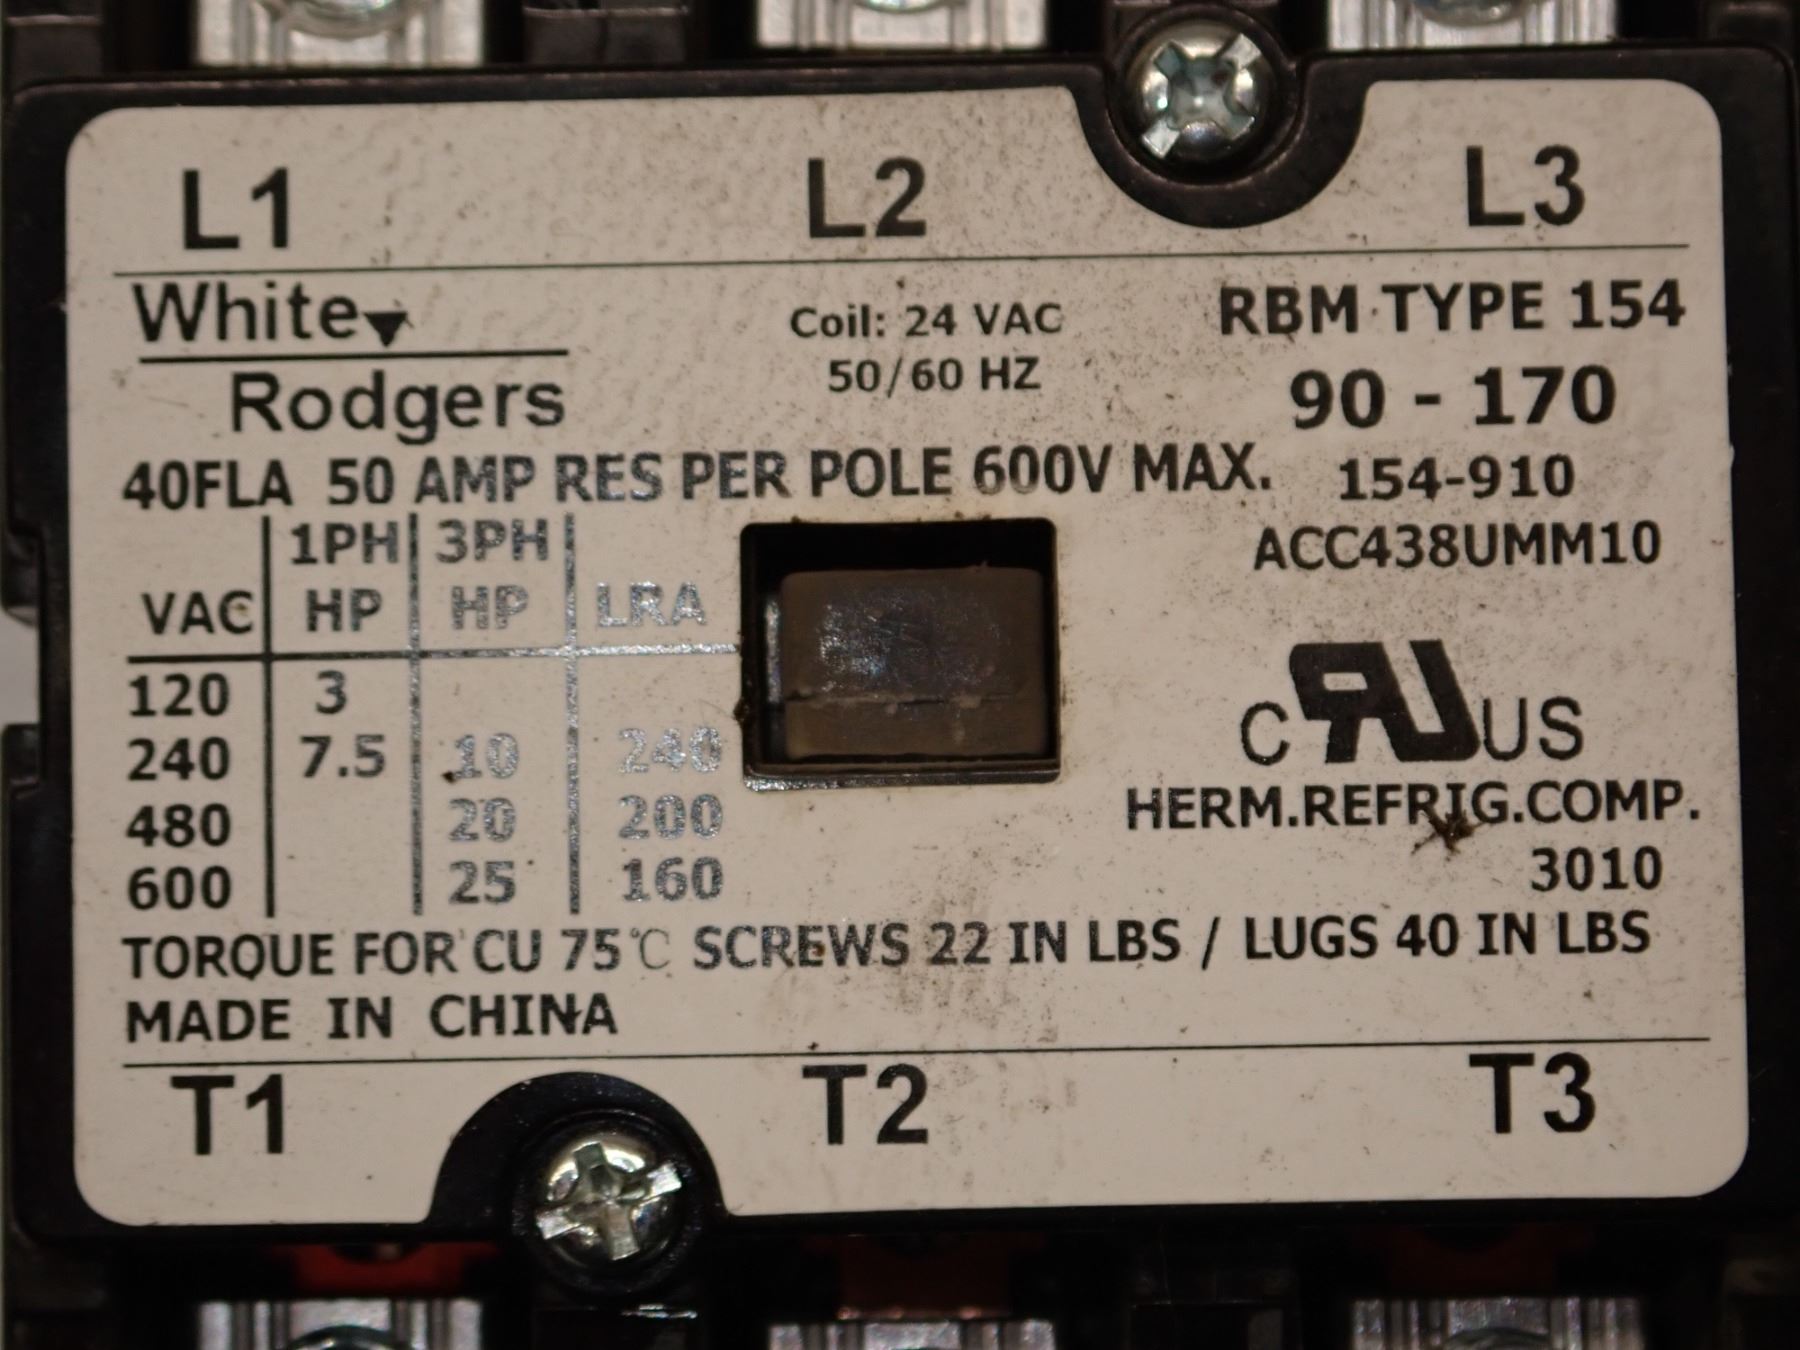 L1 L2 L3
White
Rodgers
Coil: 24 VAC
50/60 HZ
RBM TYPE 154
90 - 170
154-910
ACC438UMM10
40FLA 50 AMP RES PER POLE 600V MAX.
1PH 3PH
VAC HP HP LRA
120 3
240 7.5 10 240
480 20 200
600 25 160
C RU US
HERM.REFRIG.COMP.
3010
TORQUE FOR CU 75°C SCREWS 22 IN LBS / LUGS 40 IN LBS
MADE IN CHINA
T1 T2 T3